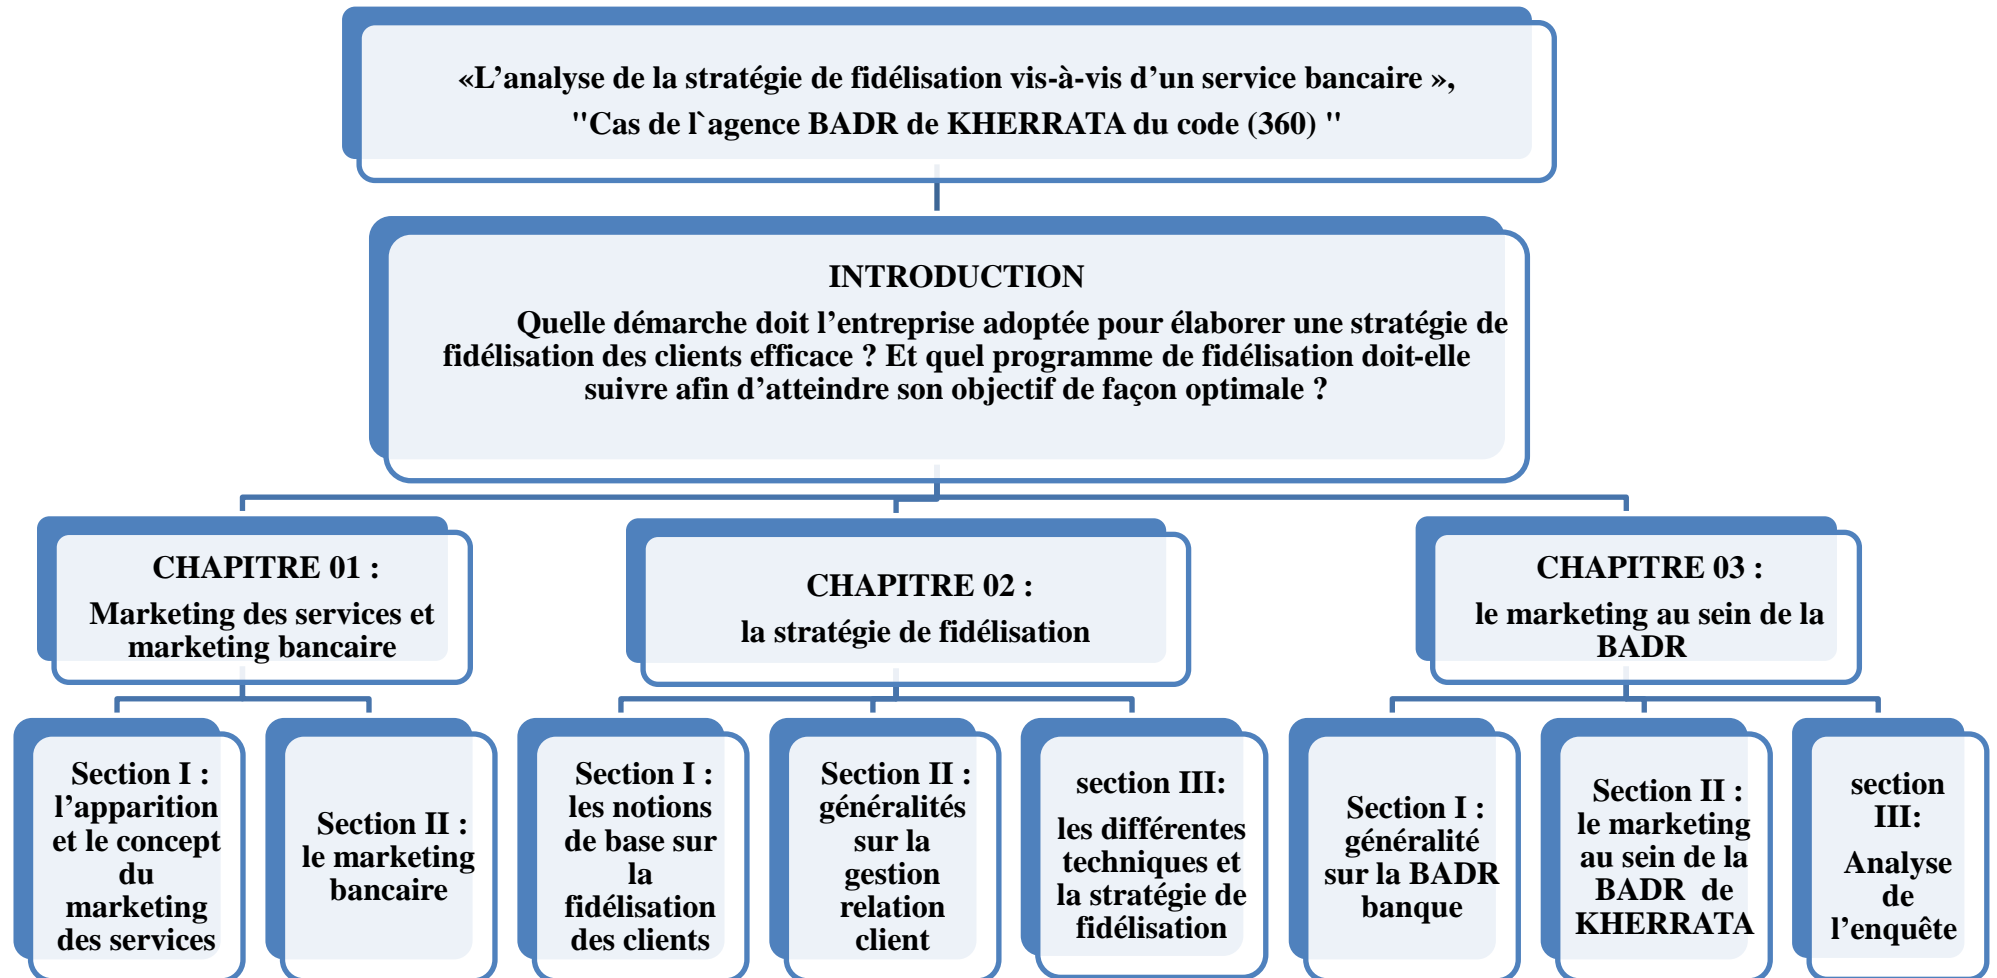 «L’analyse de la stratégie de fidélisation vis-à-vis d’un service bancaire »,
"Cas de l`agence BADR de KHERRATA du code (360) "
INTRODUCTION
Quelle démarche doit l’entreprise adoptée pour élaborer une stratégie de
fidélisation des clients efficace ? Et quel programme de fidélisation doit-elle
suivre afin d’atteindre son objectif de façon optimale ?
CHAPITRE 01 :
Marketing des services et
marketing bancaire
CHAPITRE 02 :
la stratégie de fidélisation
CHAPITRE 03 :
le marketing au sein de la
BADR
Section I :
l’apparition
et le concept
du
marketing
des services
Section II :
le marketing
bancaire
Section I :
les notions
de base sur
la
fidélisation
des clients
Section II :
généralités
sur la
gestion
relation
client
section III:
les différentes
techniques et
la stratégie de
fidélisation
Section I :
généralité
sur la BADR
banque
Section II :
le marketing
au sein de la
BADR de
KHERRATA
section
III:
Analyse
de
l’enquête